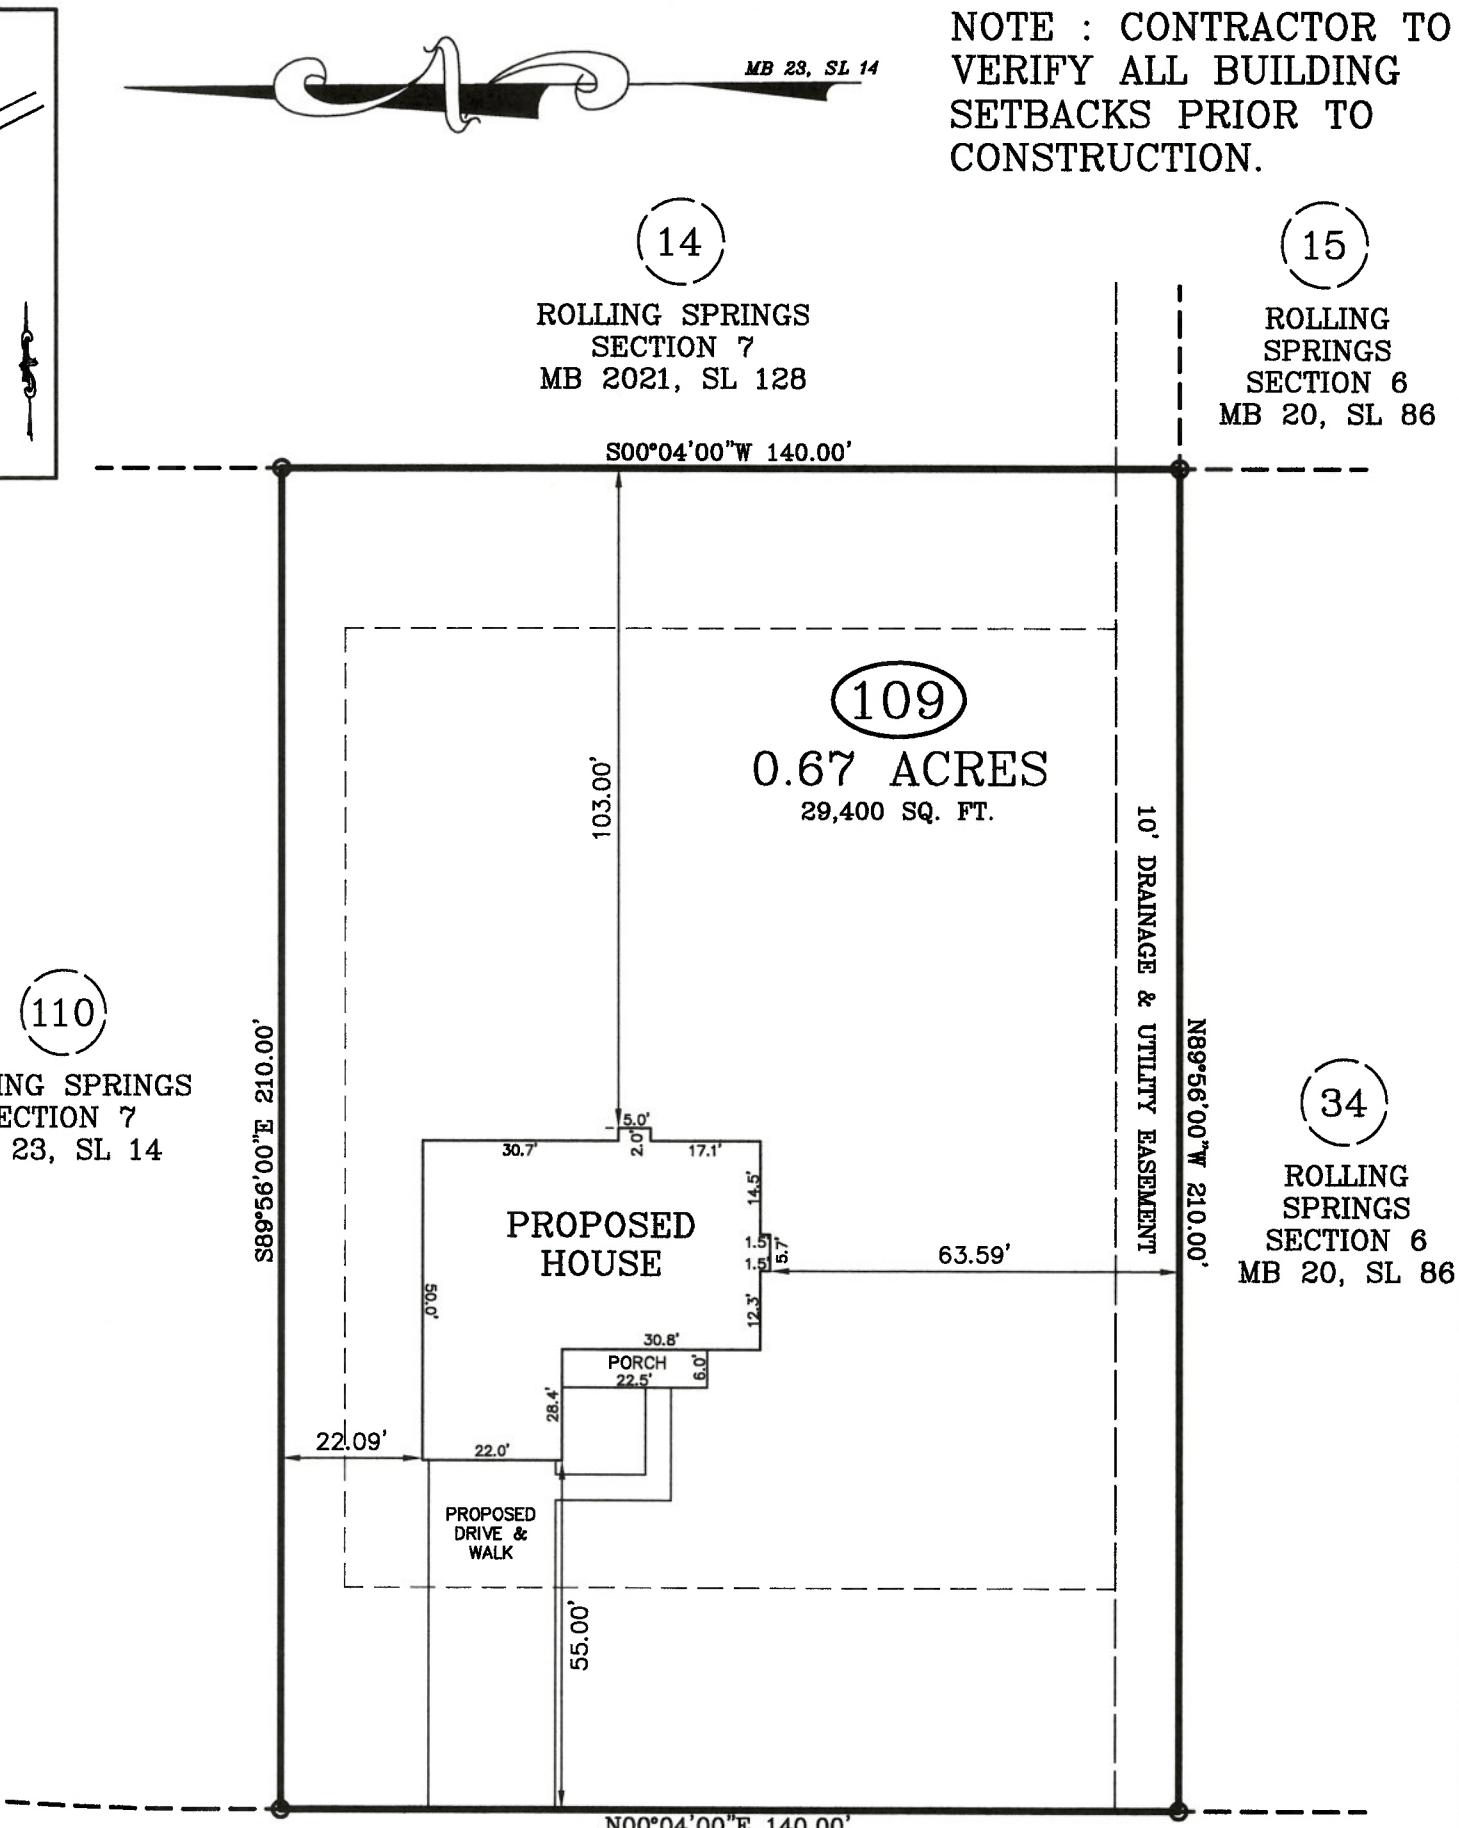 MB 23, SL 14
NOTE : CONTRACTOR TO
VERIFY ALL BUILDING
SETBACKS PRIOR TO
CONSTRUCTION.
14
ROLLING SPRINGS
SECTION 7
MB 2021, SL 128
15
ROLLING
SPRINGS
SECTION 6
MB 20, SL 86
S00°04'00"W 140.00'
109
0.67 ACRES
29,400 SQ. FT.
103.00'
10' DRAINAGE & UTILITY EASEMENT
110
ING SPRINGS
ECTION 7
23, SL 14
S89°56'00"E 210.00'
N89°56'00"W 210.00'
34
ROLLING
SPRINGS
SECTION 6
MB 20, SL 86
5.0'
30.7'
2.0'
17.1'
14.5'
PROPOSED
HOUSE
1.5'
5.7'
1.5'
63.59'
50.0'
12.3'
30.8'
PORCH
6.0'
22.5'
28.4'
22.09'
22.0'
PROPOSED
DRIVE &
WALK
55.00'
N00°04'00"E 140.00'